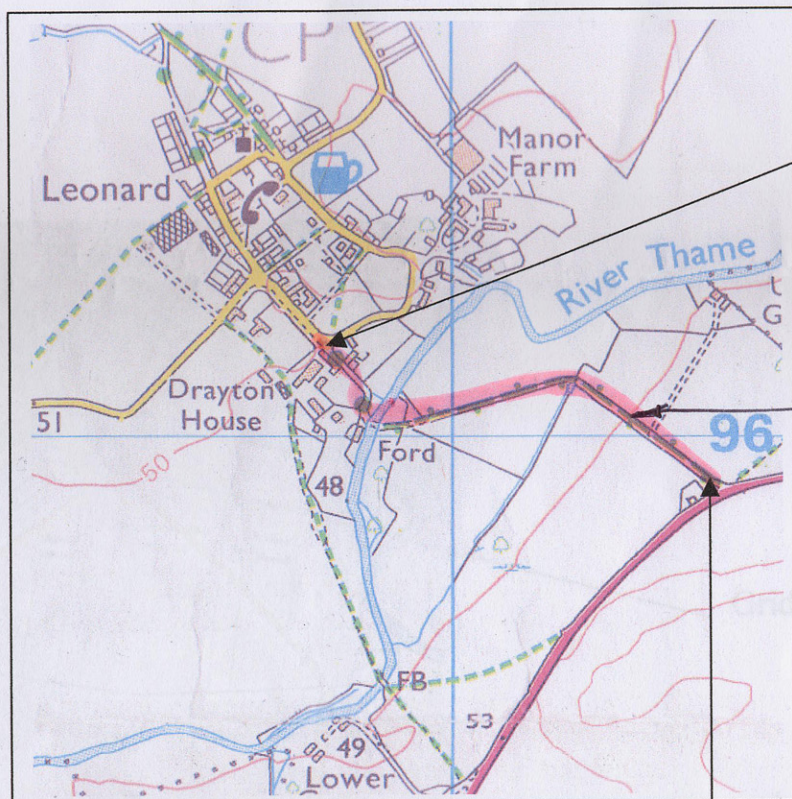 CP
Manor
Farm
Leonard
River Thame
U
G
Drayton
House
51
Ford
96
50
48
FB
53
49
Lower